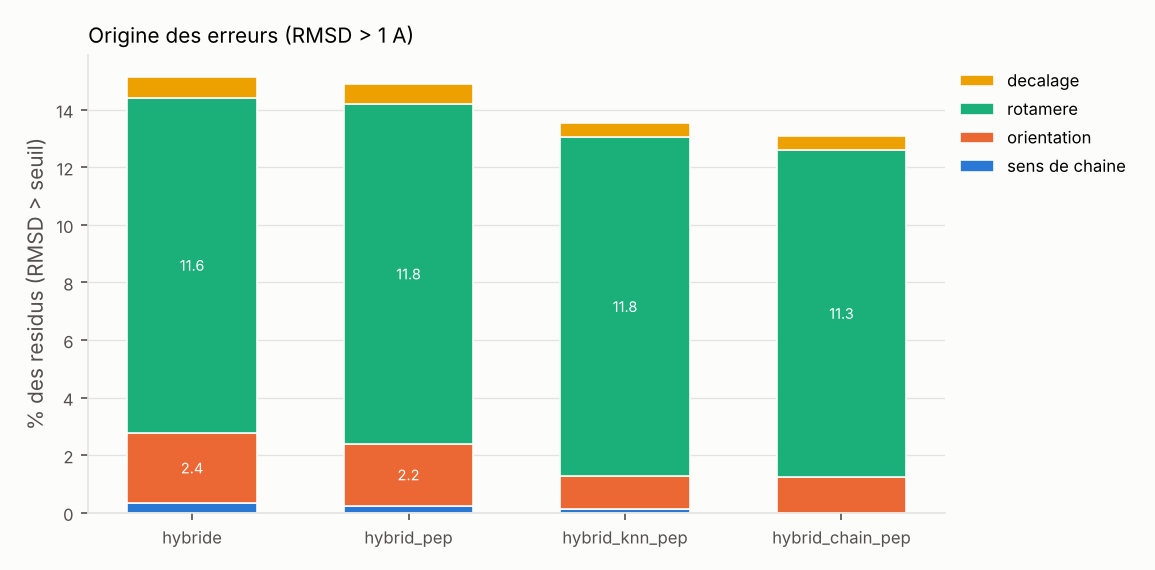 Origine des erreurs (RMSD > 1 A)
% des residus (RMSD > seuil)
14
12
10
8
6
4
2
0
11.6
2.4
11.8
2.2
11.8
11.3
hybride
hybrid_pep
hybrid_knn_pep
hybrid_chain_pep
decalage
rotamere
orientation
sens de chaine